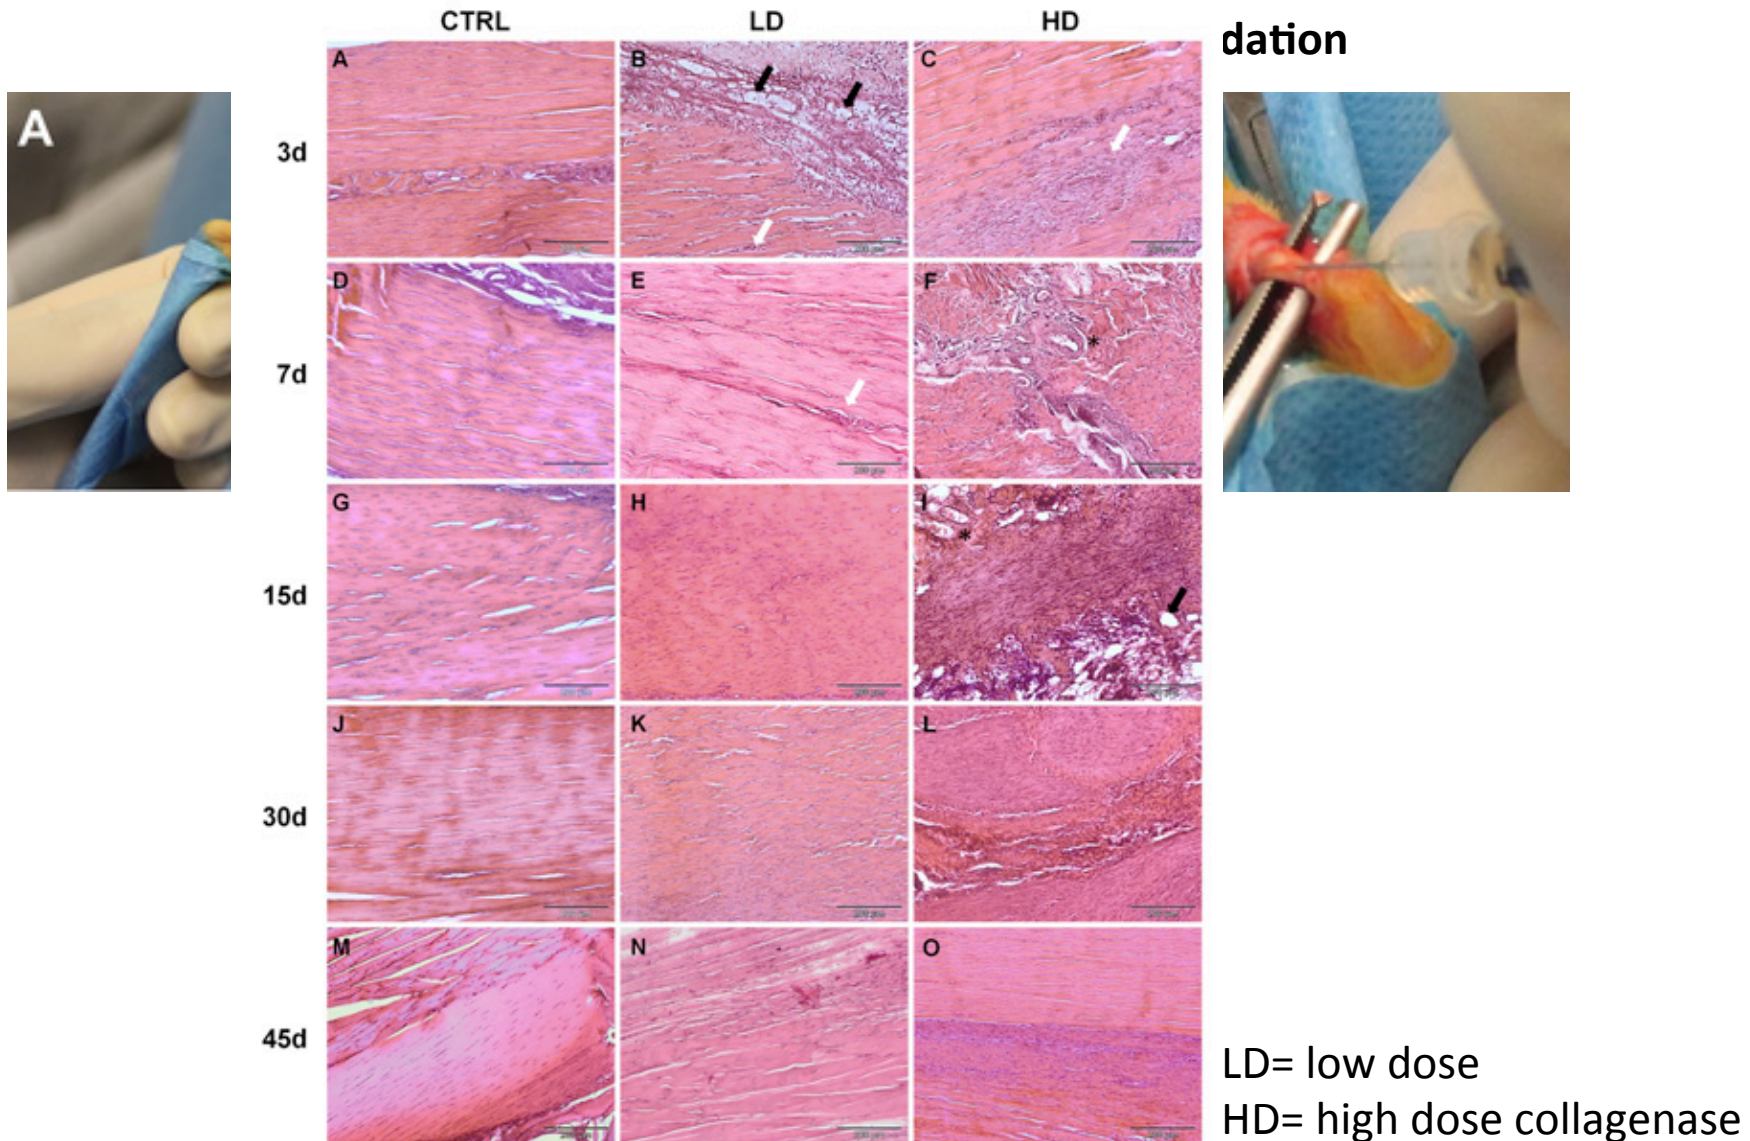 CTRL LD HD
dation
A
A B C
3d
D E F
*
7d
G H I
*
15d
J K L
30d
M N O
45d
LD= low dose
HD= high dose collagenase